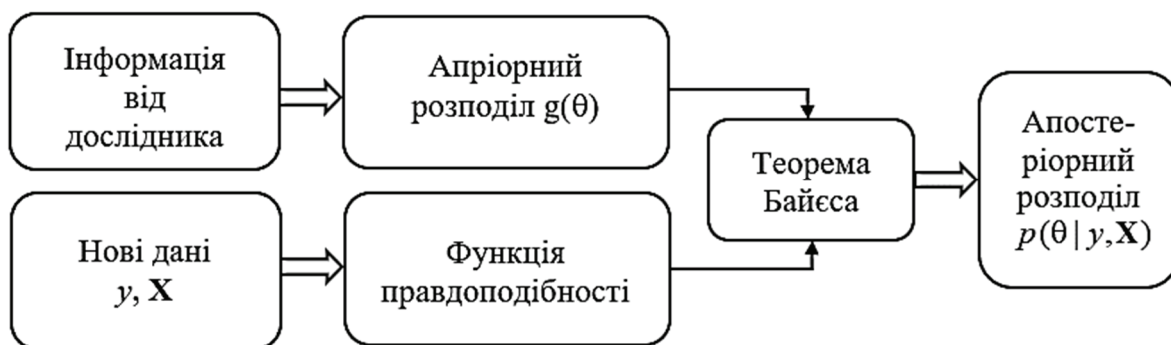 Інформація
від
дослідника
Апріорний
розподіл g(θ)
Нові дані
y, X
Функція
правдоподібності
Теорема
Байєса
Апосте-
ріорний
розподіл
p(θ | y, X)